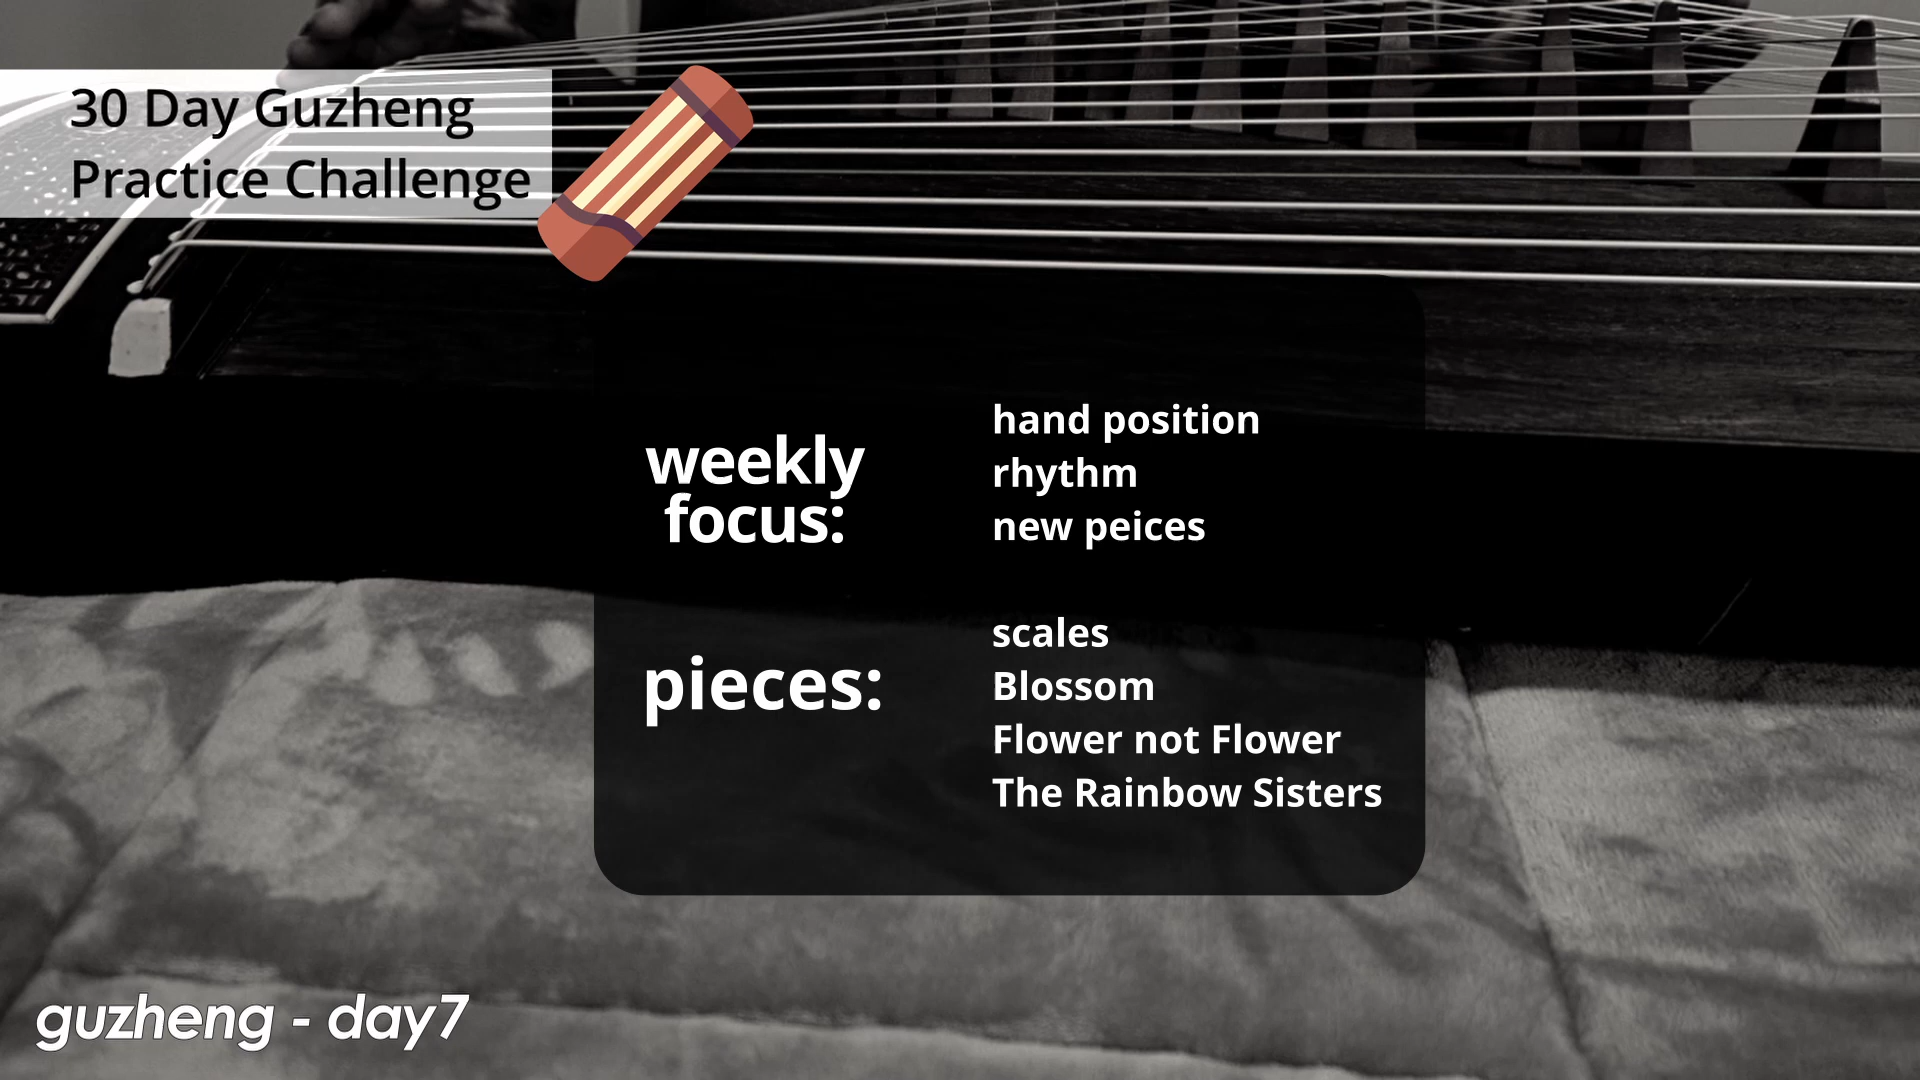 30 Day Guzheng
Practice Challenge
weekly
focus:
hand position
rhythm
new peices
pieces:
scales
Blossom
Flower not Flower
The Rainbow Sisters
guzheng - day7